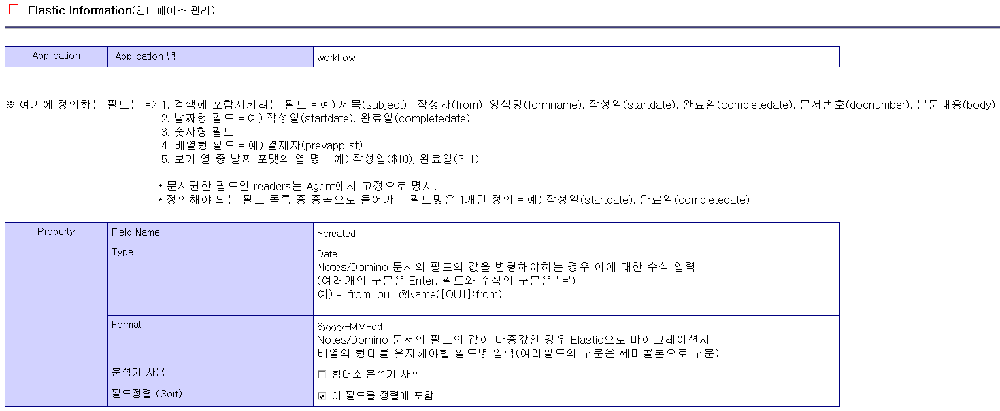 Elastic Information(인터페이스 관리)
Application
Application 명
workflow
※ 여기에 정의하는 필드는 => 1. 검색에 포함시키려는 필드 = 예) 제목(subject) , 작성자(from), 양식명(formname), 작성일(startdate), 완료일(completedate), 문서번호(docnumber), 본문내용(body)
2. 날짜형 필드 = 예) 작성일(startdate), 완료일(completedate)
3. 숫자형 필드
4. 배열형 필드 = 예) 결재자(prevapplist)
5. 보기 열 중 날짜 포맷의 열 명 = 예) 작성일($10), 완료일($11)
* 문서권한 필드인 readers는 Agent에서 고정으로 명시.
* 정의해야 되는 필드 목록 중 중복으로 들어가는 필드명은 1개만 정의 = 예) 작성일(startdate), 완료일(completedate)
Property
Field Name
$created
Type
Date
Notes/Domino 문서의 필드의 값을 변형해야하는 경우 이에 대한 수식 입력
(여러개의 구분은 Enter, 필드와 수식의 구분은 ':=')
예) = from_ou1:@Name([OU1];from)
Format
8yyyy-MM-dd
Notes/Domino 문서의 필드의 값이 다중값인 경우 Elastic으로 마이그레이션시
배열의 형태를 유지해야할 필드명 입력(여러필드의 구분은 세미콜론으로 구분)
분석기 사용
형태소 분석기 사용
필드정렬 (Sort)
이 필드를 정렬에 포함